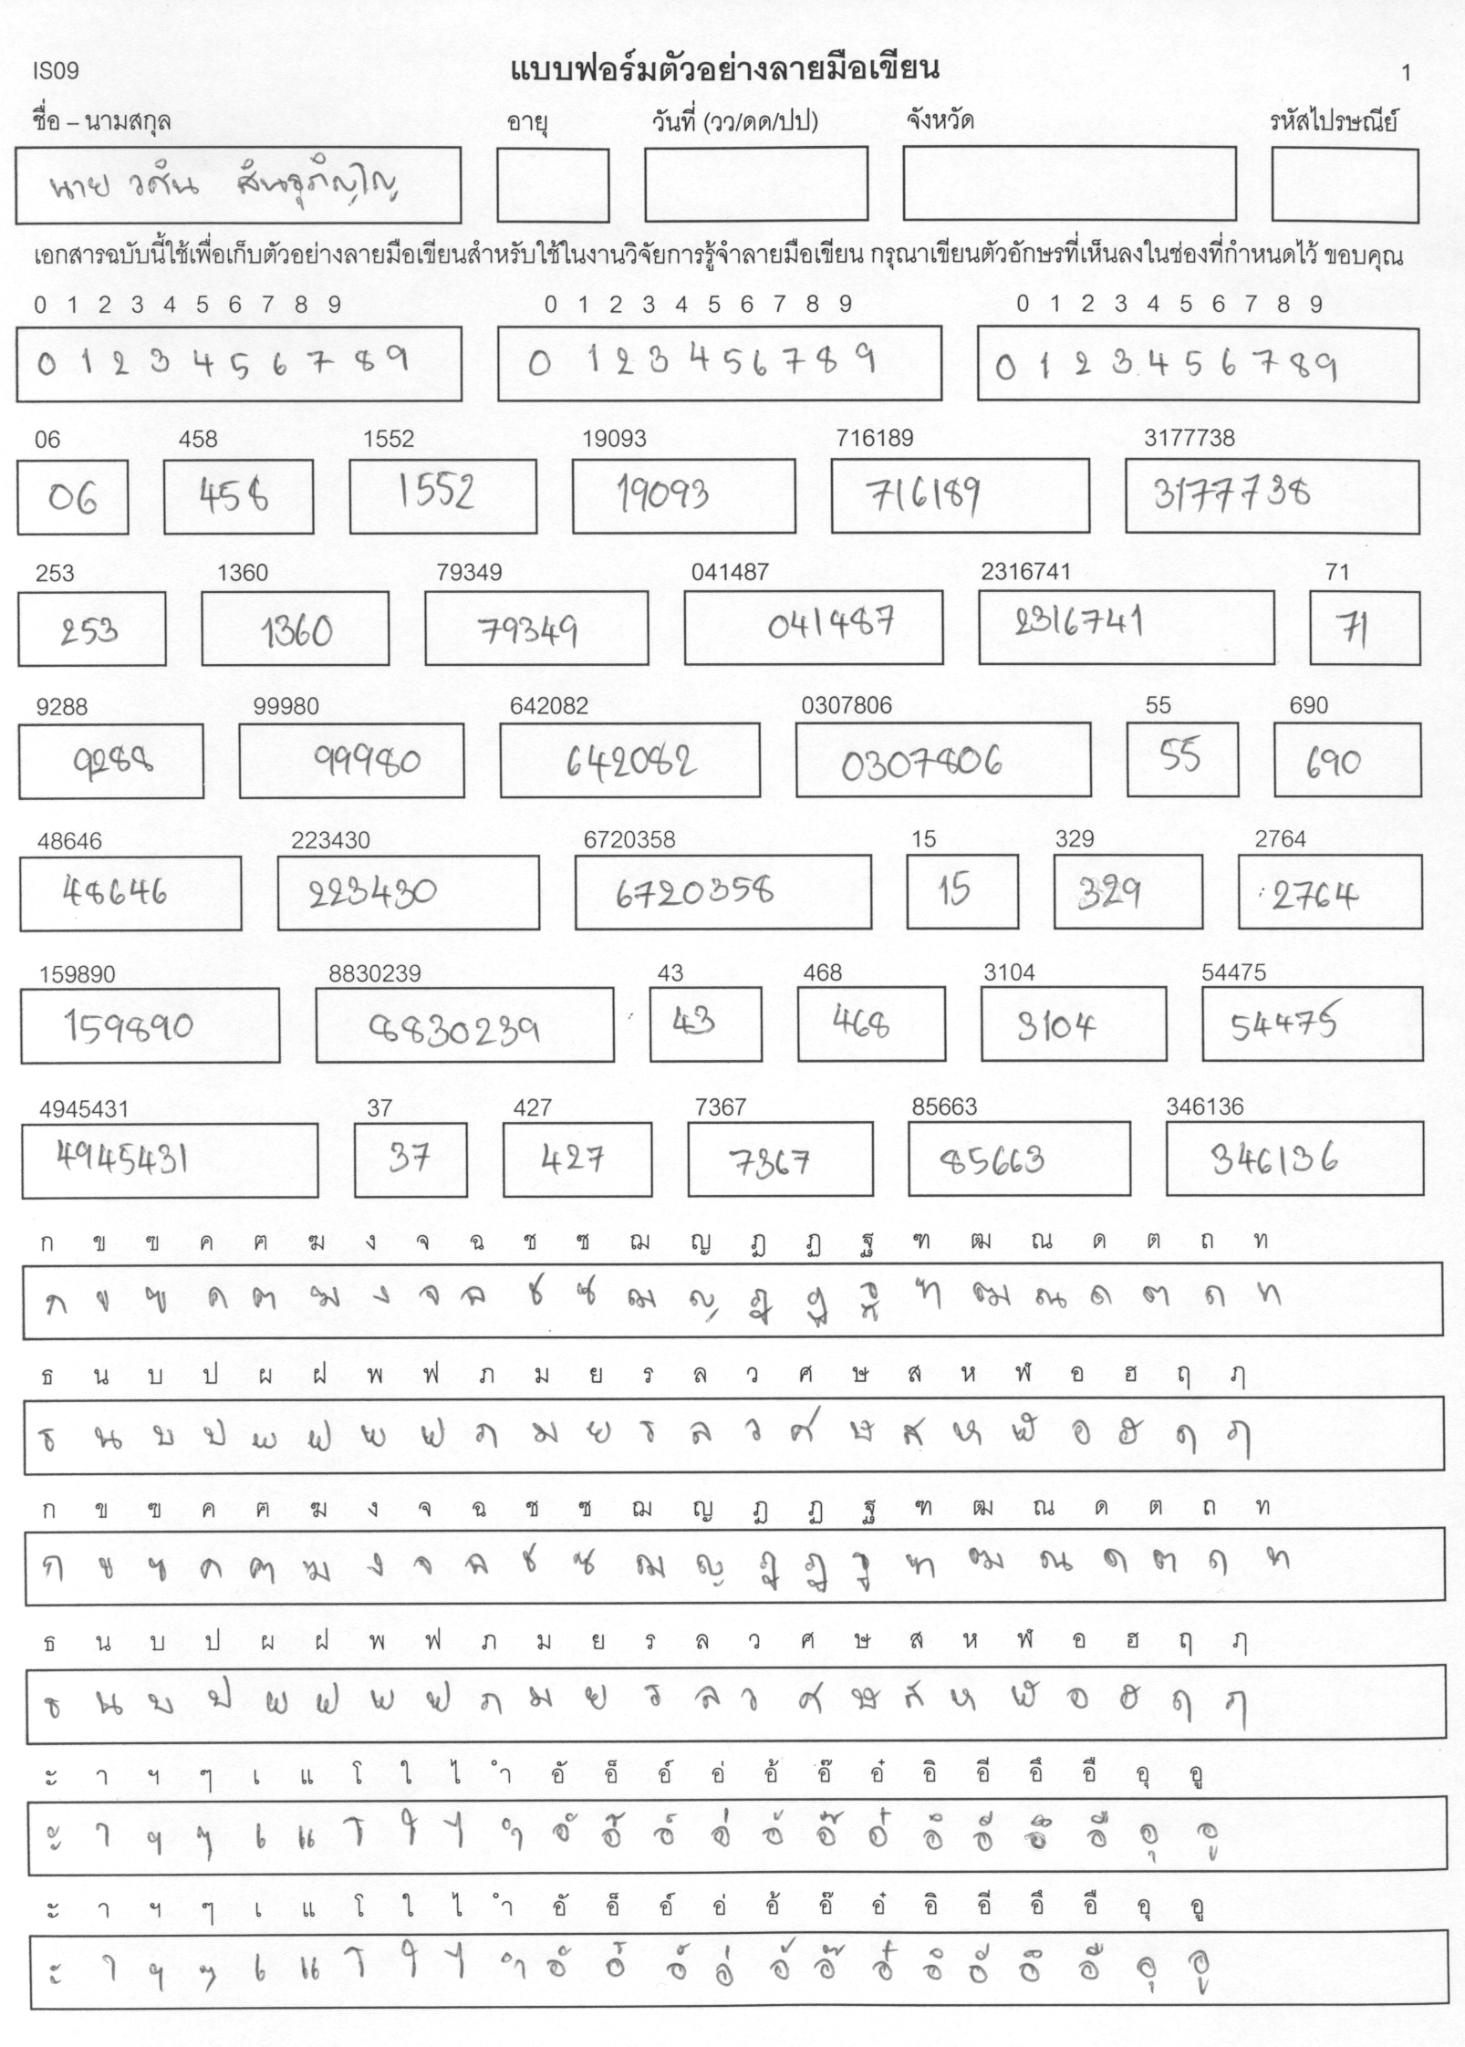 IS09 แบบฟอร์มตัวอย่างลายมือเขียน 1
ชื่อ – นามสกุล อายุ วันที่ (วว/ดด/ปป) จังหวัด รหัสไปรษณีย์
นาย วศิน สินธุภิญโญ
เอกสารฉบับนี้ใช้เพื่อเก็บตัวอย่างลายมือเขียนสำหรับใช้ในงานวิจัยการรู้จำลายมือเขียน กรุณาเขียนตัวอักษรที่เห็นลงในช่องที่กำหนดไว้ ขอบคุณ
0 1 2 3 4 5 6 7 8 9 0 1 2 3 4 5 6 7 8 9 0 1 2 3 4 5 6 7 8 9
0 1 2 3 4 5 6 7 8 9 0 1 2 3 4 5 6 7 8 9 0 1 2 3 4 5 6 7 8 9
06 458 1552 19093 716189 3177738
06 458 1552 19093 716189 3177738
253 1360 79349 041487 2316741 71
253 1360 79349 041487 2316741 71
9288 99980 642082 0307806 55 690
9288 99980 642082 0307806 55 690
48646 223430 6720358 15 329 2764
48646 223430 6720358 15 329 2764
159890 8830239 43 468 3104 54475
159890 8830239 43 468 3104 54475
4945431 37 427 7367 85663 346136
4945431 37 427 7367 85663 346136
ก ข ฃ ค ฅ ฆ ง จ ฉ ช ซ ฌ ญ ฎ ฏ ฐ ฑ ฒ ณ ด ต ถ ท
ก ข ฃ ค ฅ ฆ ง จ ฉ ช ซ ฌ ญ ฎ ฏ ฐ ฑ ฒ ณ ด ต ถ ท
ธ น บ ป ผ ฝ พ ฟ ภ ม ย ร ล ว ศ ษ ส ห ฬ อ ฮ ฤ ฦ
ธ น บ ป ผ ฝ พ ฟ ภ ม ย ร ล ว ศ ษ ส ห ฬ อ ฮ ฤ ฦ
ก ข ฃ ค ฅ ฆ ง จ ฉ ช ซ ฌ ญ ฎ ฏ ฐ ฑ ฒ ณ ด ต ถ ท
ก ข ฃ ค ฅ ฆ ง จ ฉ ช ซ ฌ ญ ฎ ฏ ฐ ฑ ฒ ณ ด ต ถ ท
ธ น บ ป ผ ฝ พ ฟ ภ ม ย ร ล ว ศ ษ ส ห ฬ อ ฮ ฤ ฦ
ธ น บ ป ผ ฝ พ ฟ ภ ม ย ร ล ว ศ ษ ส ห ฬ อ ฮ ฤ ฦ
ะ า ฯ ๆ เ แ โ ใ ไ ำ อั อ็ อ์ อ่ อ้ อ๊ อ๋ อิ อี อึ อื อุ อู
ะ า ฯ ๆ เ แ โ ใ ไ ำ อั อ็ อ์ อ่ อ้ อ๊ อ๋ อิ อี อึ อื อุ อู
ะ า ฯ ๆ เ แ โ ใ ไ ำ อั อ็ อ์ อ่ อ้ อ๊ อ๋ อิ อี อึ อื อุ อู
ะ า ฯ ๆ เ แ โ ใ ไ ำ อั อ็ อ์ อ่ อ้ อ๊ อ๋ อิ อี อึ อื อุ อู